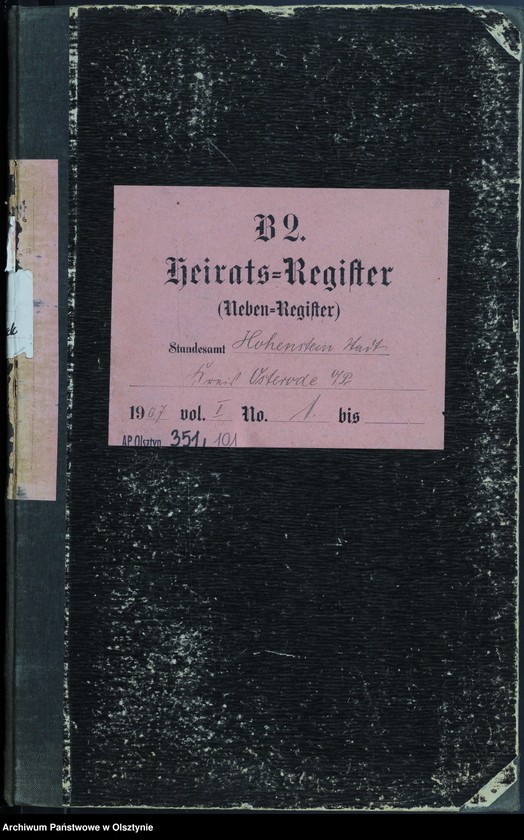 B 2.
Heirats=Register
(Neben=Register)
Standesamt Hohenstein Stadt
Kreis Osterode
1907 vol. I No. 1. bis
AP Olsztyn 351, 101
Archiwum Państwowe w Olsztynie